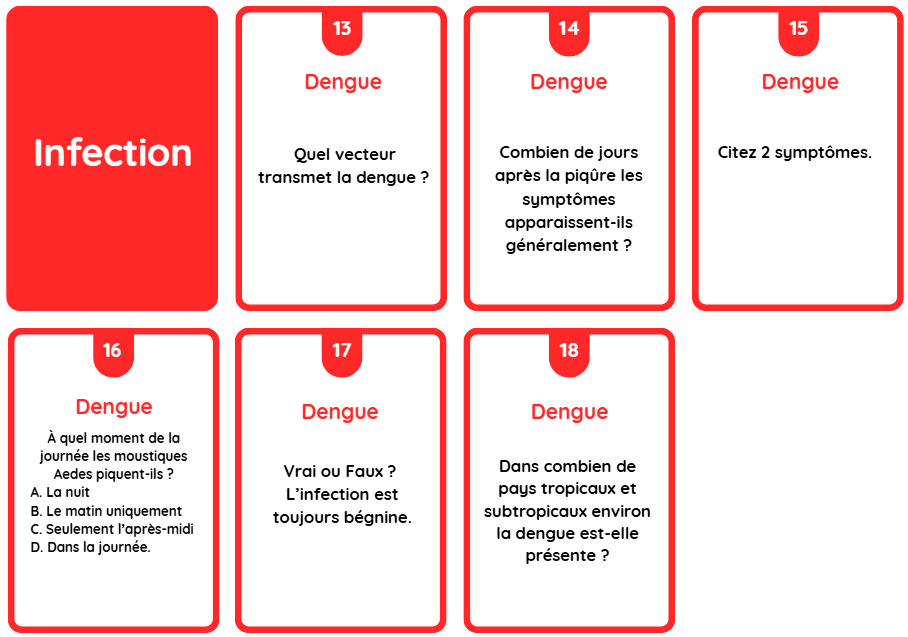 Infection
13
Dengue
Quel vecteur
transmet la dengue ?
14
Dengue
Combien de jours
après la piqûre les
symptômes
apparaissent-ils
généralement ?
15
Dengue
Citez 2 symptômes.
16
Dengue
À quel moment de la
journée les moustiques
Aedes piquent-ils ?
A. La nuit
B. Le matin uniquement
C. Seulement l'après-midi
D. Dans la journée.
17
Dengue
Vrai ou Faux ?
L'infection est
toujours bégnine.
18
Dengue
Dans combien de
pays tropicaux et
subtropicaux environ
la dengue est-elle
présente ?